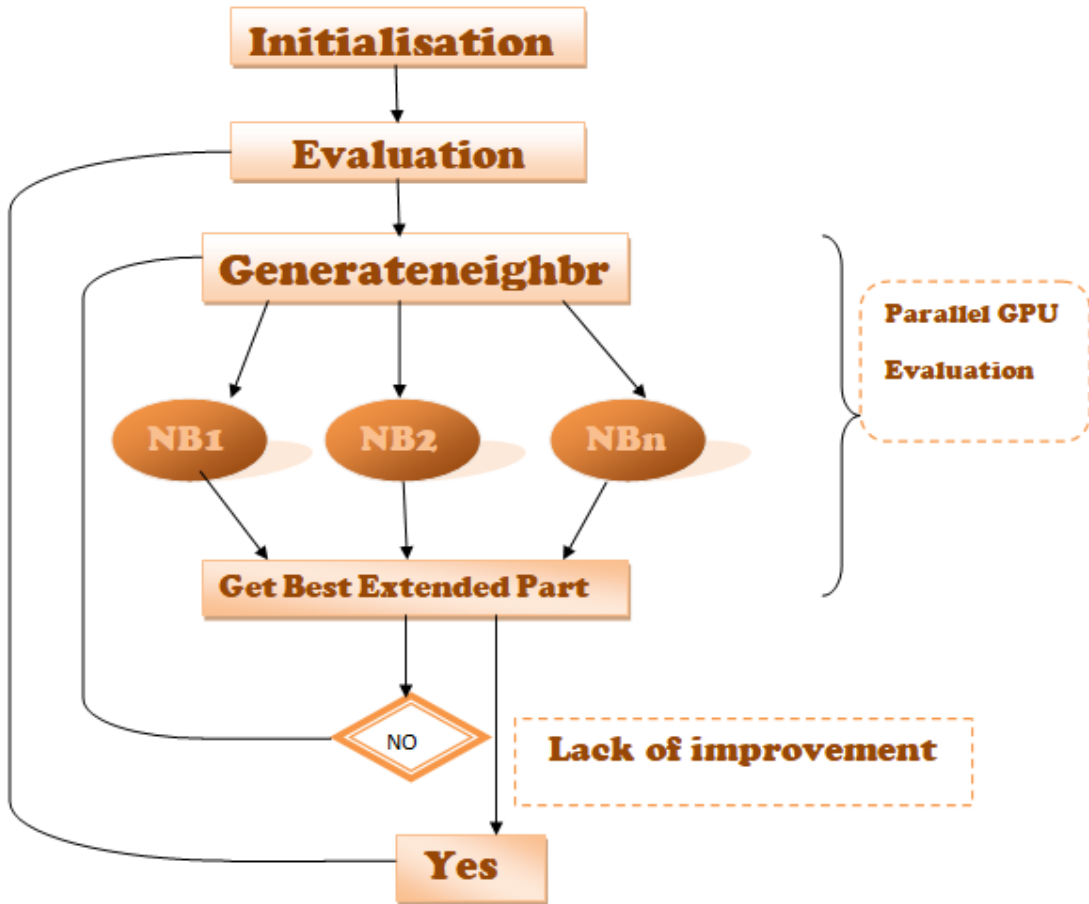 Initialisation
Evaluation
Generateneighbr
Parallel GPU
Evaluation
NB1
NB2
NBn
Get Best Extended Part
NO
Lack of improvement
Yes